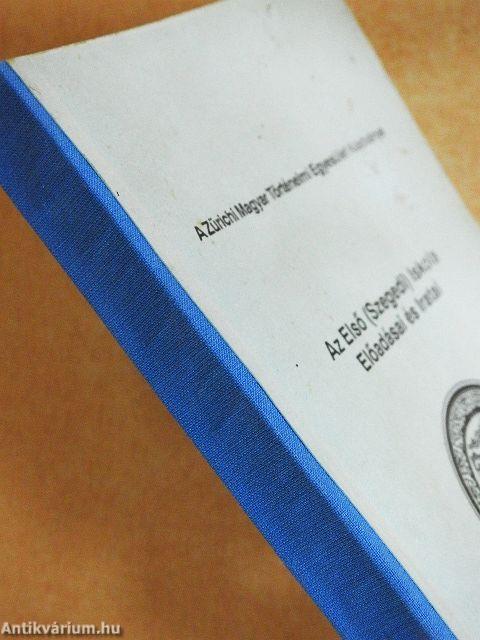 A Zürichi Magyar Történelmi Egyesület kiadványa
Az Első (Szegedi) Iskola
Előadásai és Iratai
Antikvárium.hu